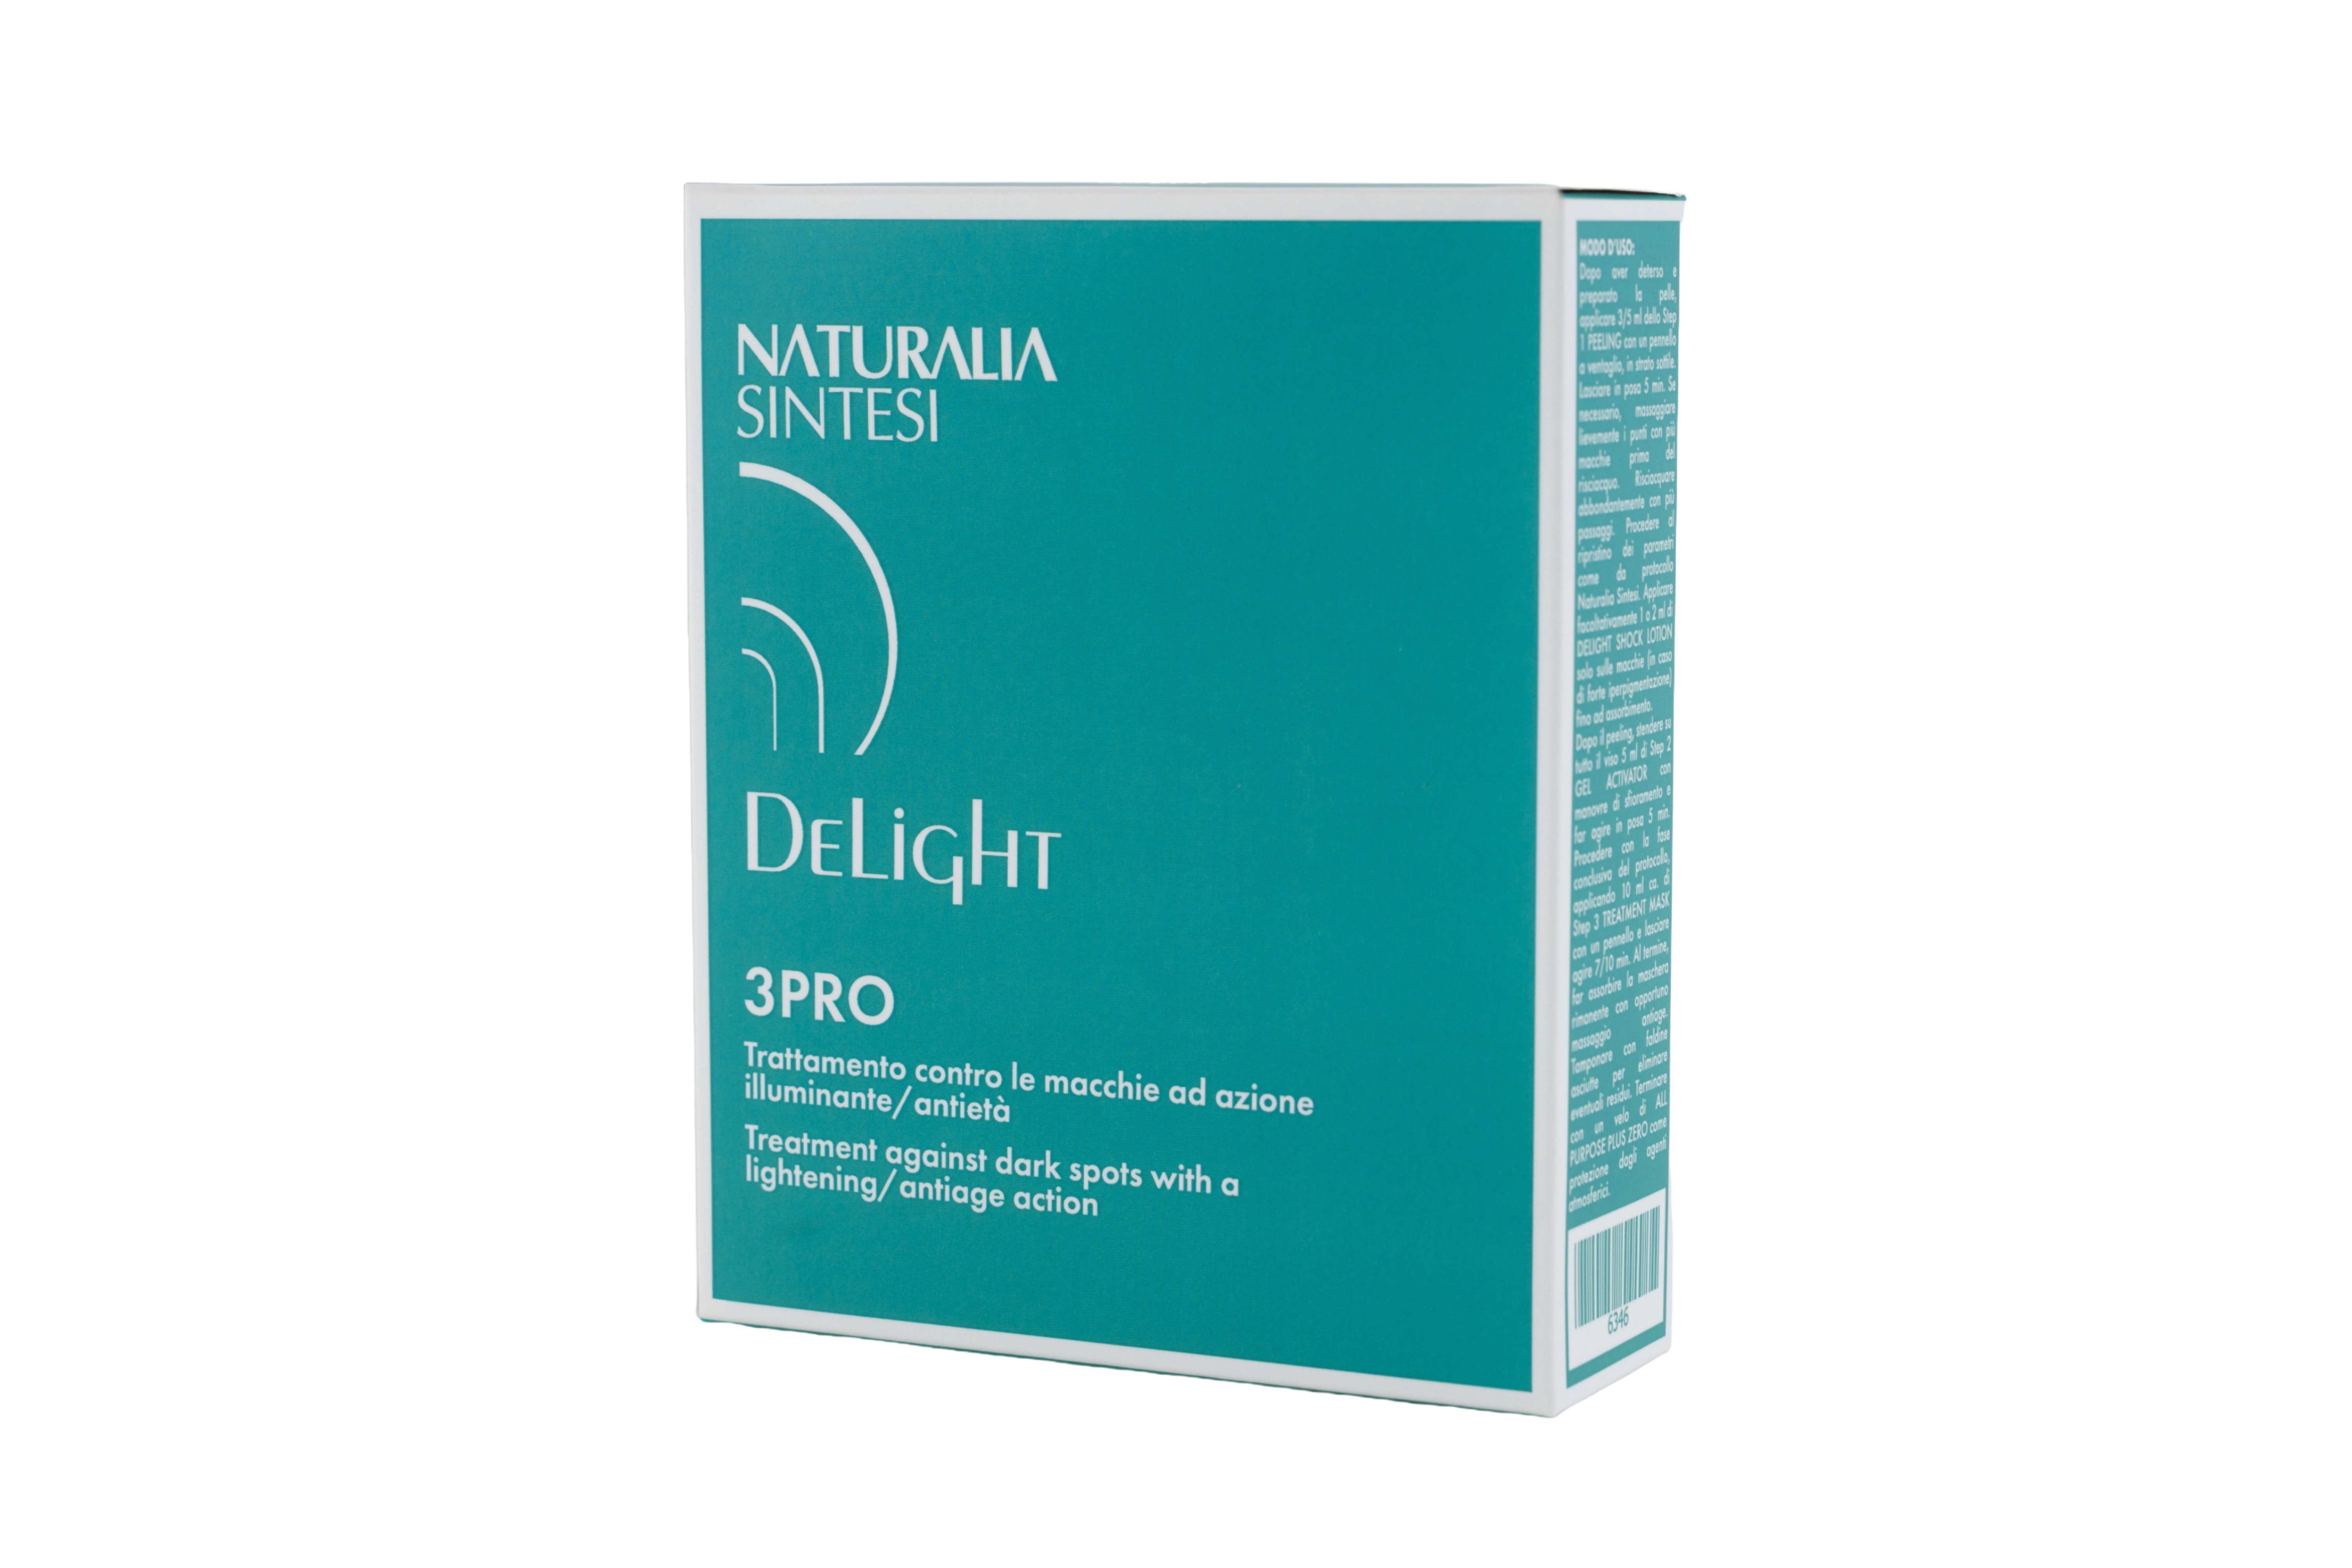 NATURALIA
SINTESI
DELIGHT
3PRO
Trattamento contro le macchie ad azione
illuminante/antietà
Treatment against dark spots with a
lightening/antiage action
MODO D'USO:
Dopo aver deterso e
preparato la pelle,
applicare 3/5 ml dello Step
1 PEELING con un pennello
a ventaglio, in strato sottile.
Lasciare in posa 5 min. Se
necessario, massaggiare
lievemente i punti con più
macchie prima del
risciacquo. Risciacquare
abbondantemente con più
passaggi. Procedere al
ripristino dei parametri
come da protocollo
Naturalia Sintesi. Applicare
facoltativamente 1 o 2 ml di
DELIGHT SHOCK LOTION
solo sulle macchie (in caso
di forte iperpigmentazione)
fino ad assorbimento.
Dopo il peeling, stendere su
tutto il viso 5 ml di Step 2
GEL ACTIVATOR con
manovre di sfioramento e
far agire in posa 5 min.
Procedere con la fase
conclusiva del protocollo,
applicando 10 ml ca. di
Step 3 TREATMENT MASK
con un pennello e lasciare
agire 7/10 min. Al termine,
far assorbire la maschera
rimanente con opportuno
massaggio antiage.
Tamponare con faldine
asciutte per eliminare
eventuali residui. Terminare
con un velo di ALL
PURPOSE PLUS ZERO come
protezione dagli agenti
atmosferici.
6346